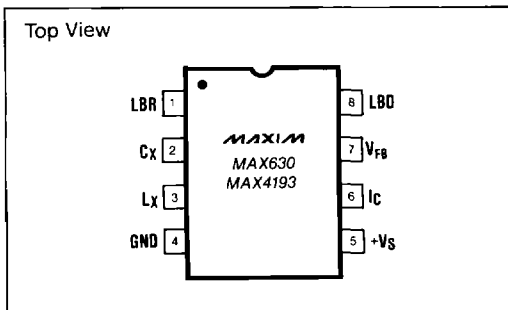 Top View
LBR 1
8 LBD
MAXIM
CX 2
7 VFB
MAX630
MAX4193
LX 3
6 IC
GND 4
5 +VS